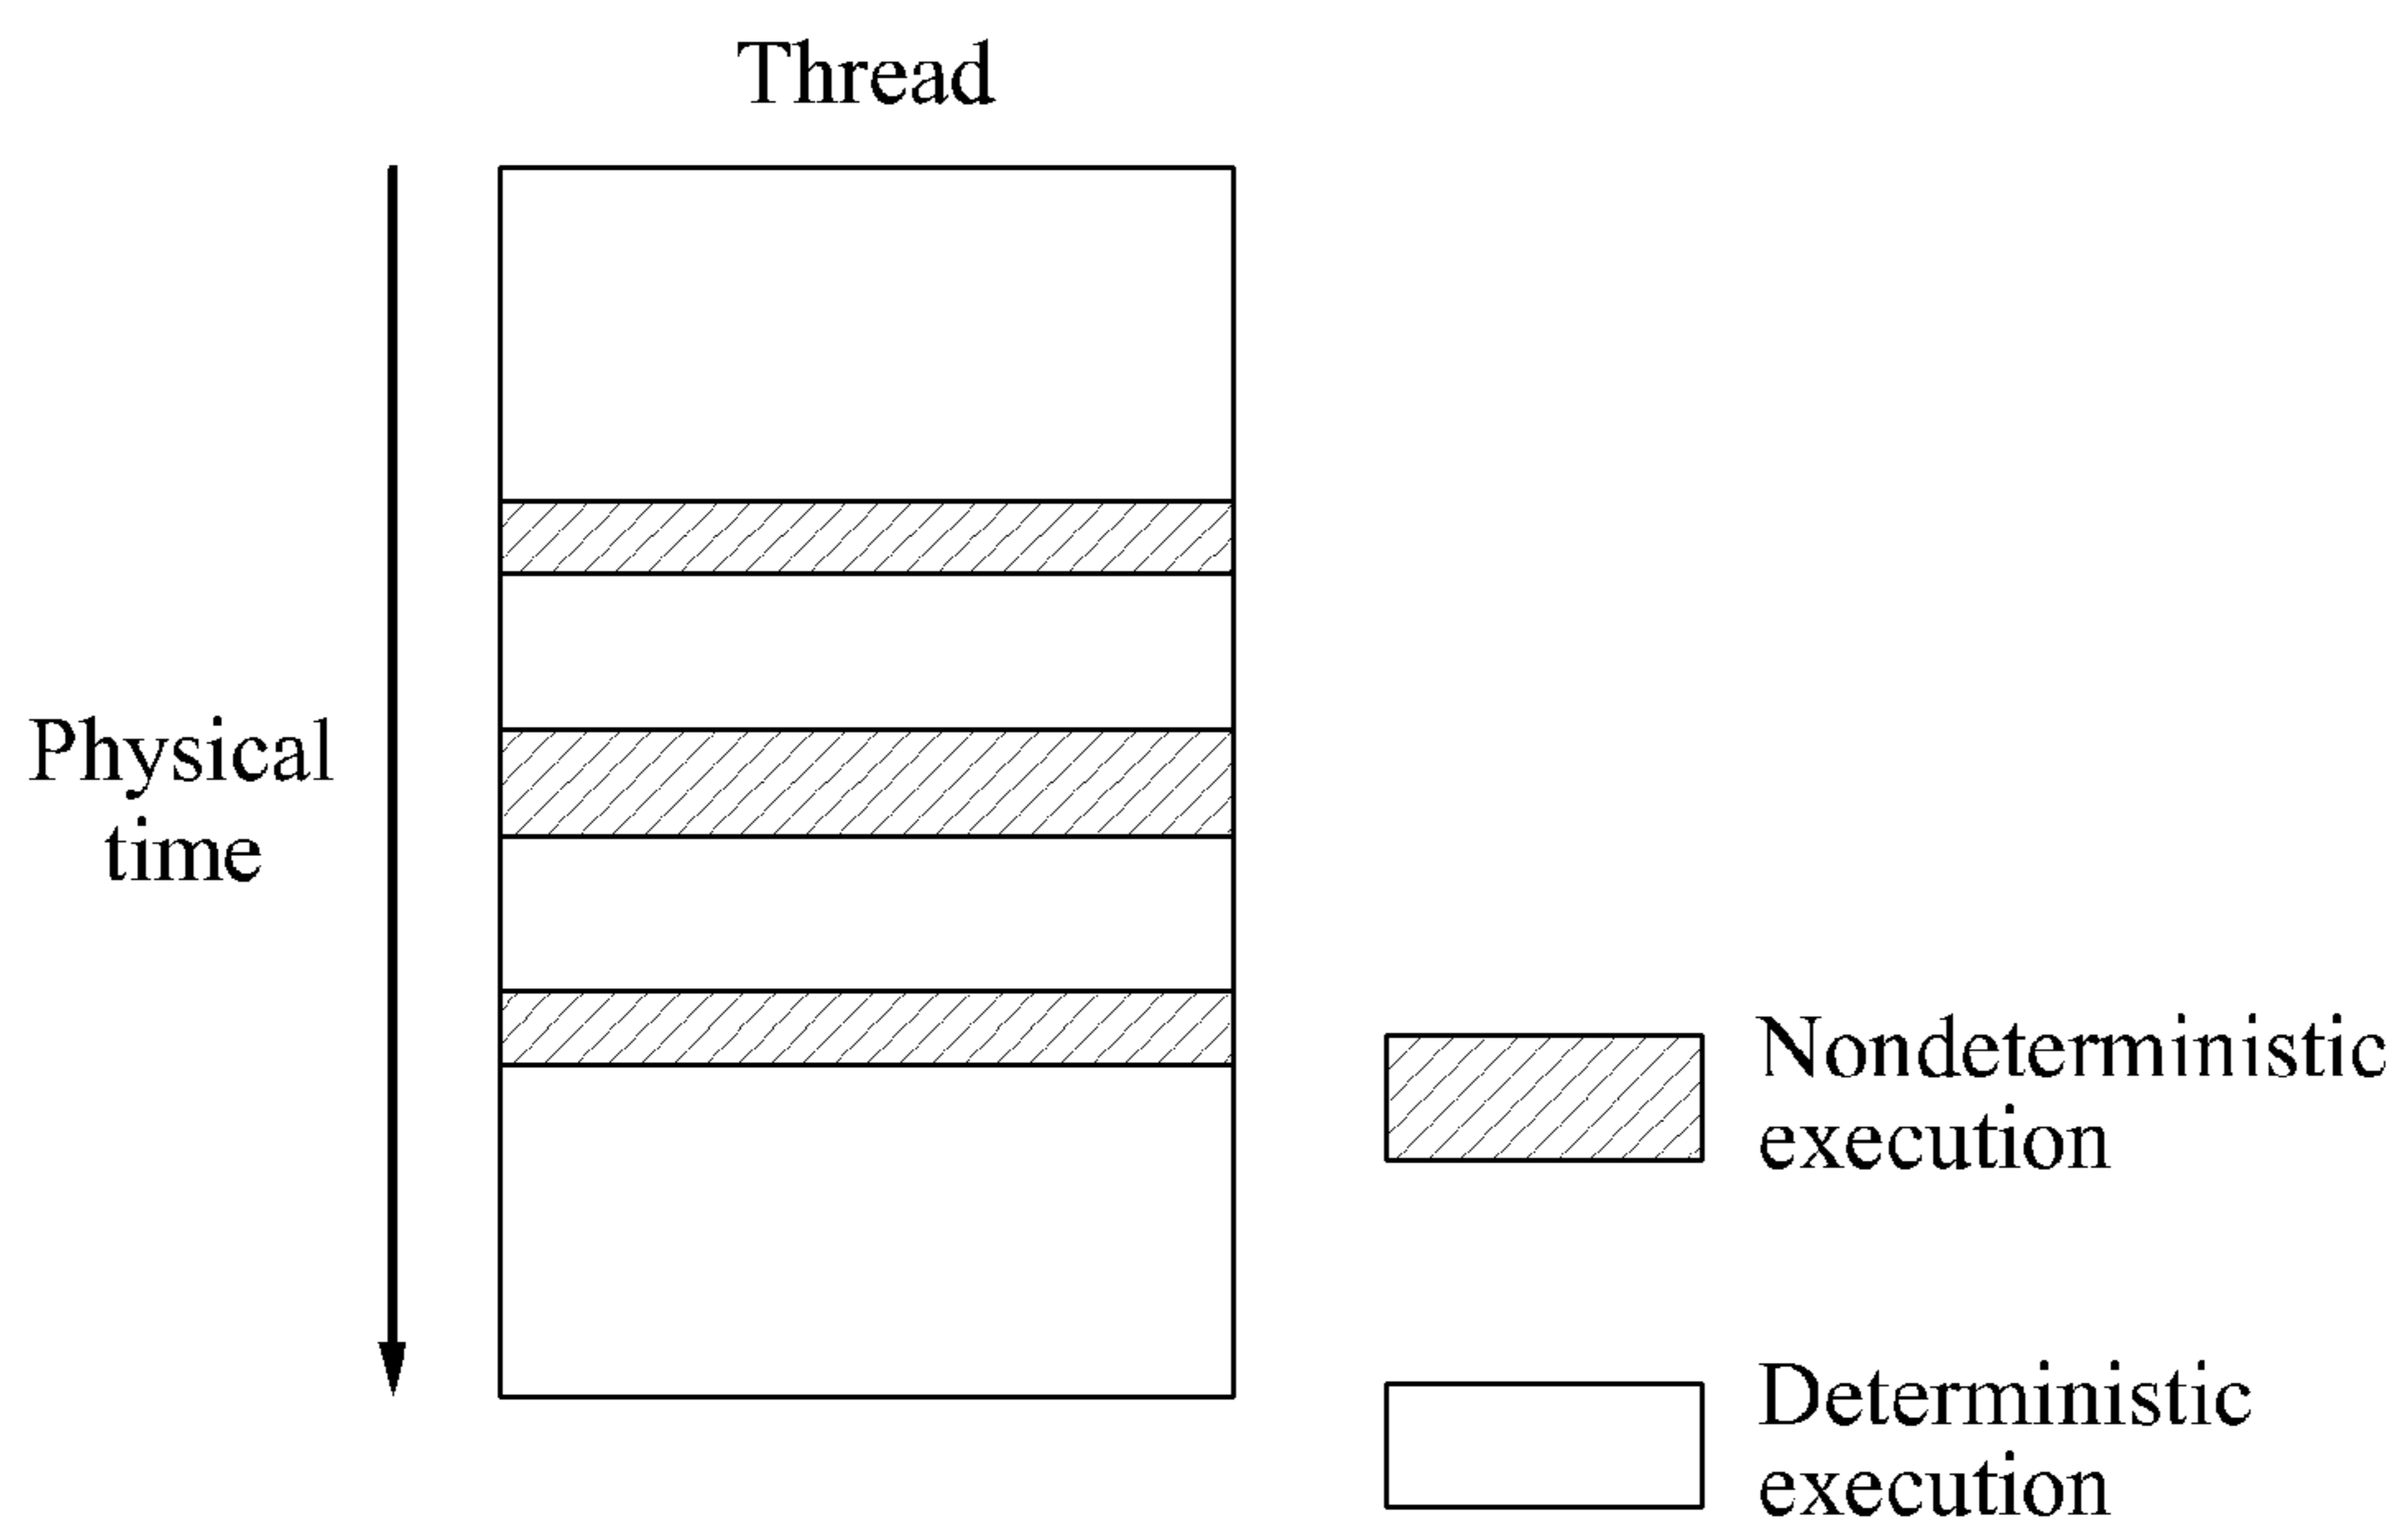 Thread
Physical
time
Nondeterministic
execution
Deterministic
execution